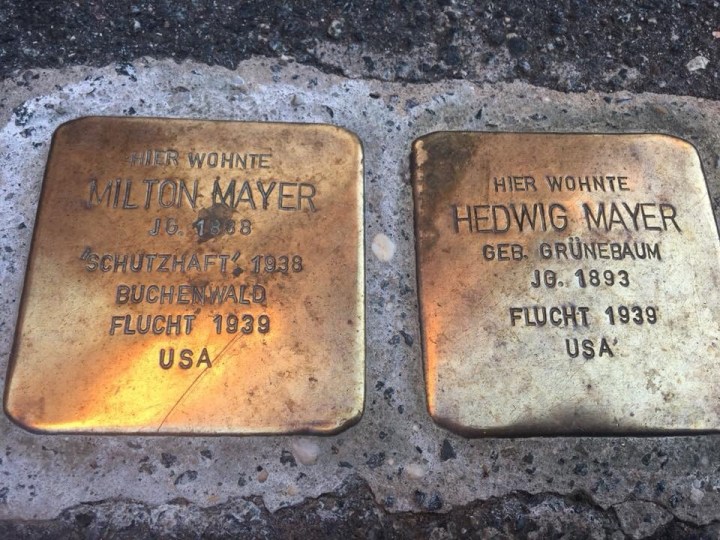 HIER WOHNTE
MILTON MAYER
JG. 1888
"SCHUTZHAFT" 1938
BUCHENWALD
FLUCHT 1939
USA
HIER WOHNTE
HEDWIG MAYER
GEB. GRÜNEBAUM
JG. 1893
FLUCHT 1939
USA